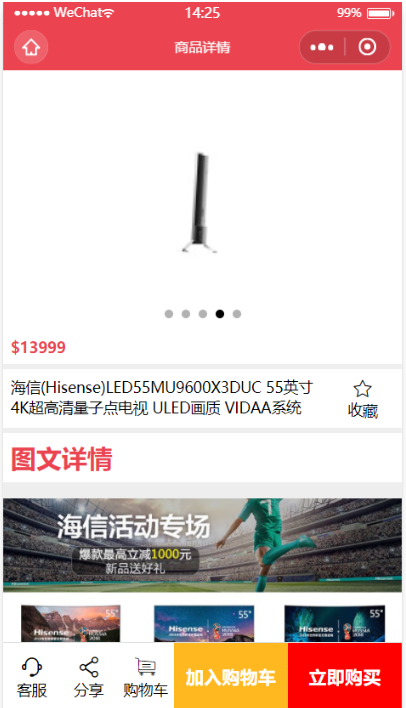 WeChat
14:25
99%
商品详情
$13999
海信(Hisense)LED55MU9600X3DUC 55英寸
4K超高清量子点电视 ULED画质 VIDAA系统
收藏
图文详情
海信活动专场
爆款最高立减1000元
新品送好礼
Hisense 55"
Hisense 55"
Hisense 55"
客服
分享
购物车
加入购物车
立即购买